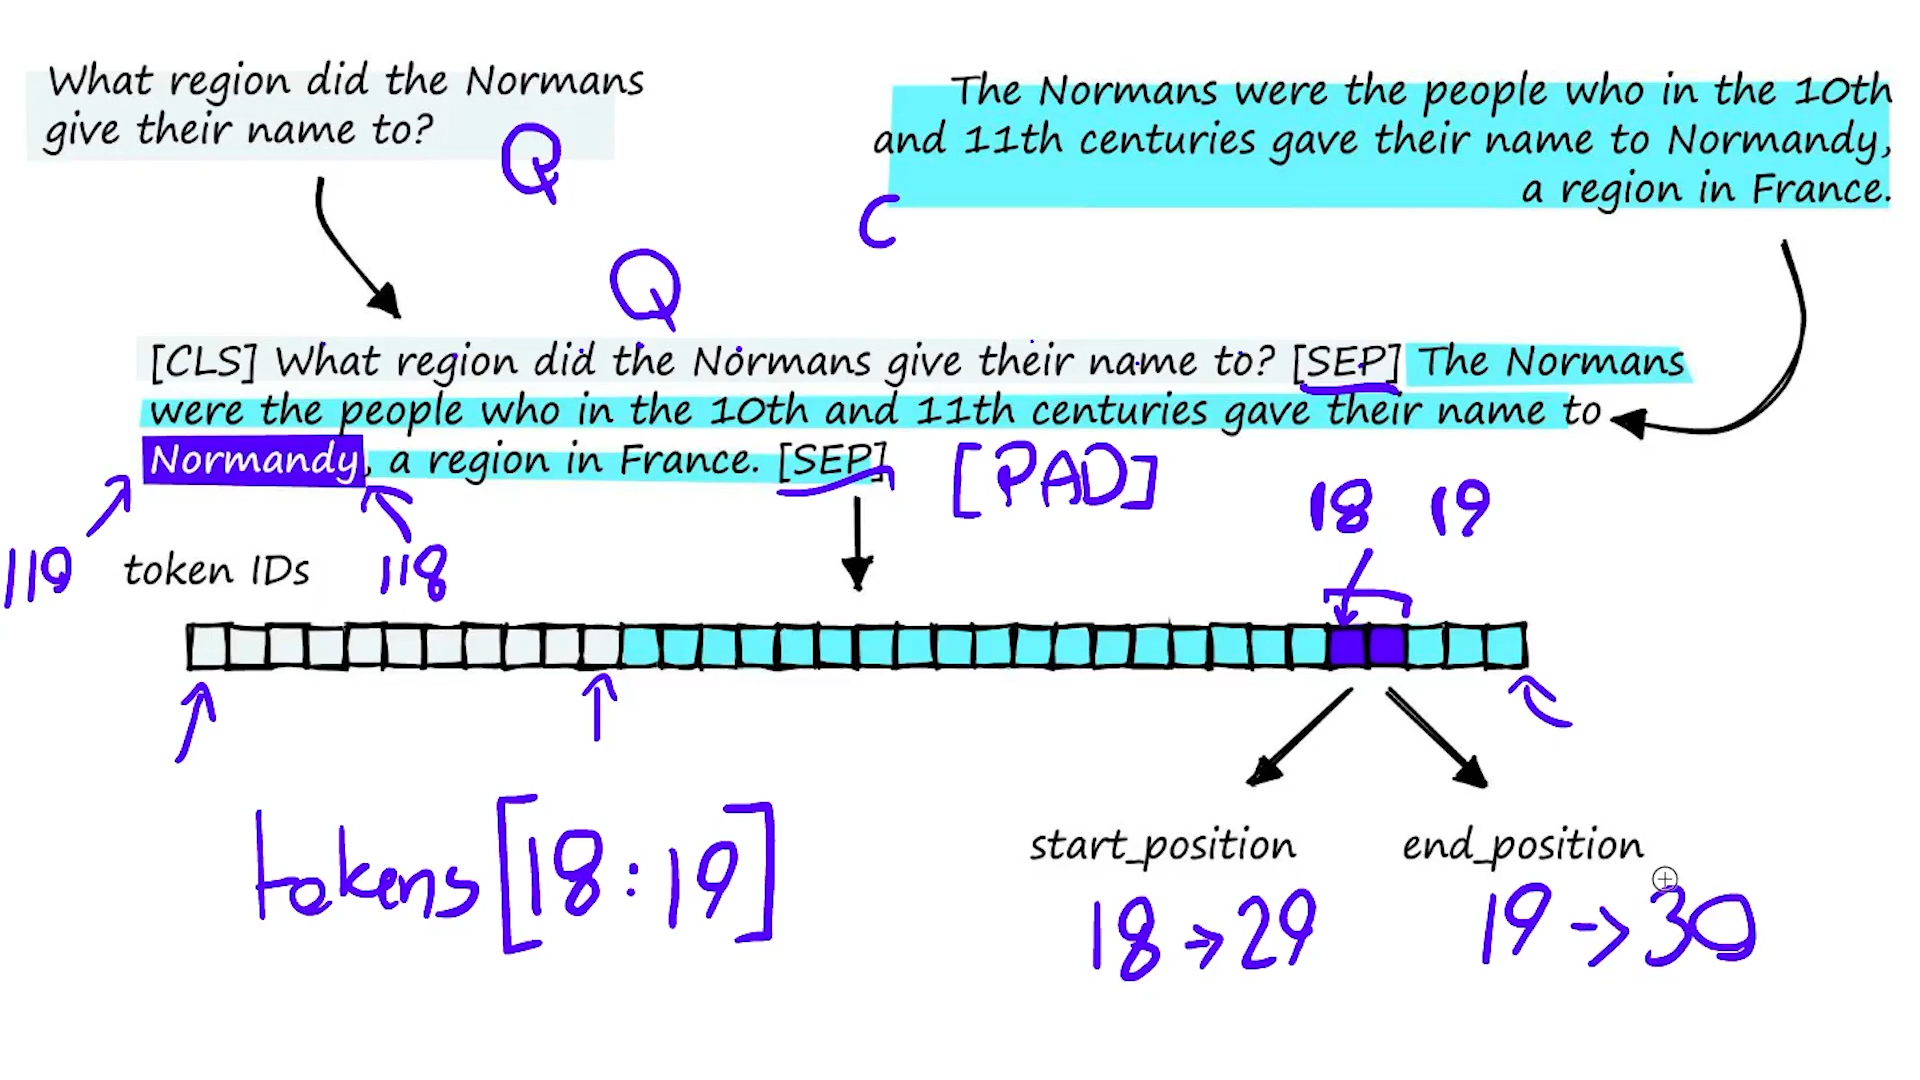 What region did the Normans
give their name to?
Q
The Normans were the people who in the 10th
and 11th centuries gave their name to Normandy,
a region in France.
C
Q
[CLS] What region did the Normans give their name to? [SEP] The Normans
were the people who in the 10th and 11th centuries gave their name to
Normandy, a region in France. [SEP]
[PAD]
18 19
119
token IDs
118
tokens [18:19]
start_position
end_position
18 → 29
19 → 30